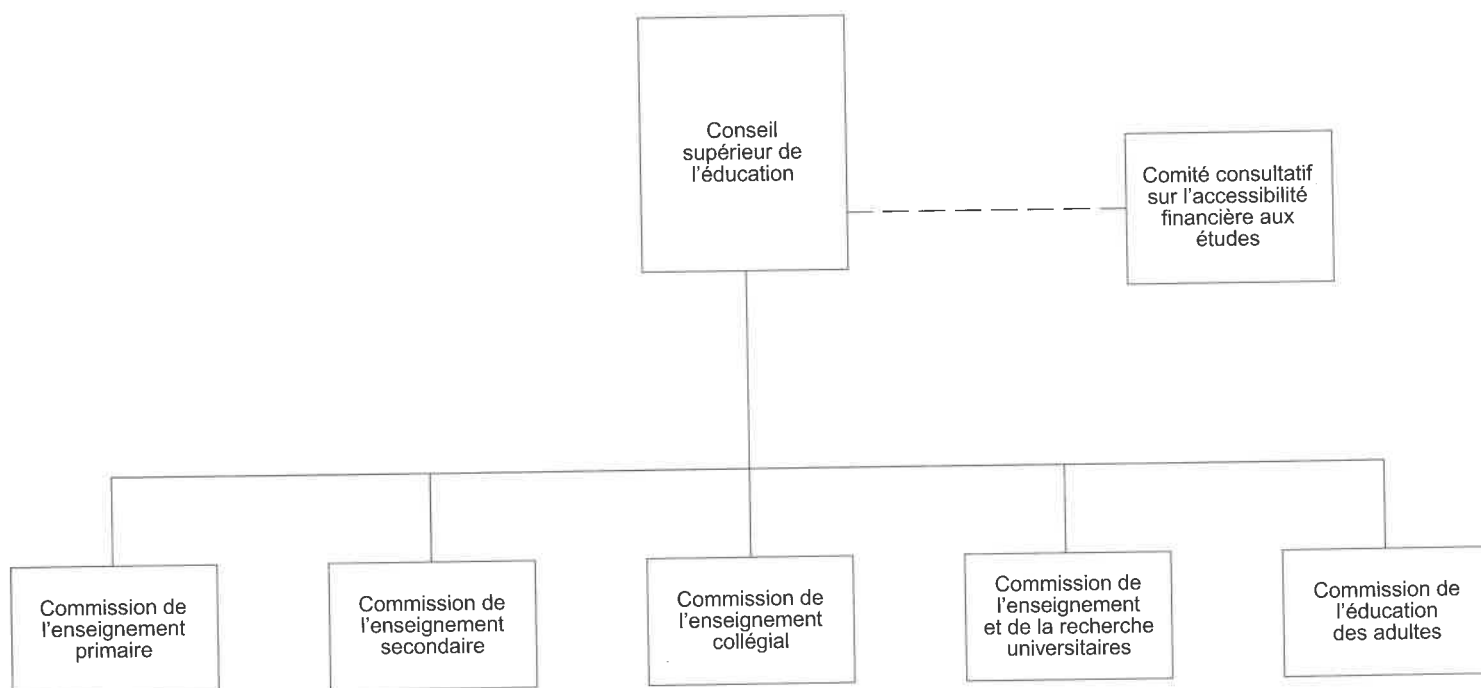 Conseil
supérieur de
l’éducation
Comité consultatif
sur l’accessibilité
financière aux
études
Commission de
l’enseignement
primaire
Commission de
l’enseignement
secondaire
Commission de
l’enseignement
collégial
Commission de
l’enseignement
et de la recherche
universitaires
Commission de
l’éducation
des adultes